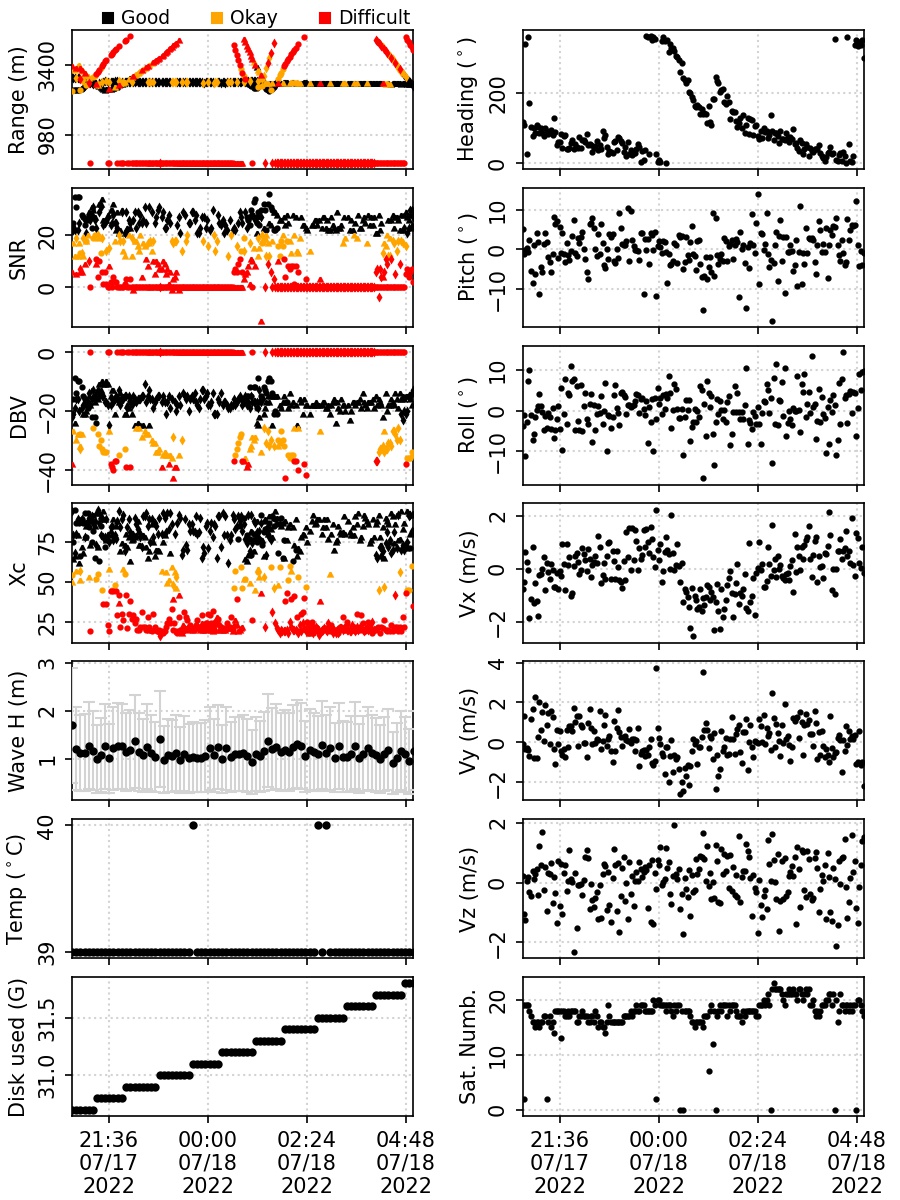 Good Okay Difficult
Range (m)
3400
980
Heading (°)
200
0
SNR
20
0
Pitch (°)
10
0
−10
DBV
0
−20
−40
Roll (°)
10
0
−10
Xc
75
50
25
Vx (m/s)
2
0
−2
Wave H (m)
3
2
1
Vy (m/s)
4
2
0
−2
Temp (°C)
40
39
Vz (m/s)
2
0
−2
Disk used (G)
31.5
31.0
Sat. Numb.
20
10
0
21:36 00:00 02:24 04:48
07/17 07/18 07/18 07/18
2022 2022 2022 2022
21:36 00:00 02:24 04:48
07/17 07/18 07/18 07/18
2022 2022 2022 2022